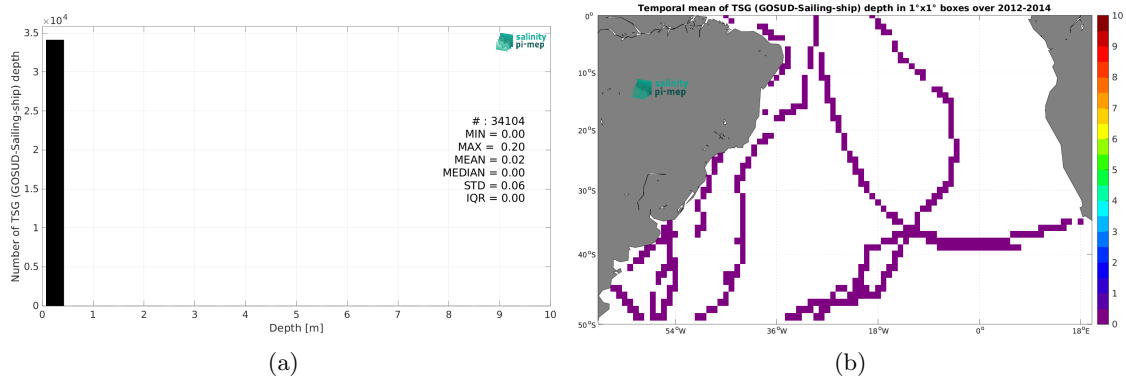 ×10⁴
3.5
3
2.5
2
1.5
1
0.5
0
0 1 2 3 4 5 6 7 8 9 10
Number of TSG (GOSUD-Sailing-ship) depth
Depth [m]
salinity
pi-mep
# : 34104
MIN = 0.00
MAX = 0.20
MEAN = 0.02
MEDIAN = 0.00
STD = 0.06
IQR = 0.00
(a)
Temporal mean of TSG (GOSUD-Sailing-ship) depth in 1°x1° boxes over 2012-2014
0°
10°S
20°S
30°S
40°S
50°S
54°W 36°W 18°W 0° 18°E
salinity
pi-mep
10
9
8
7
6
5
4
3
2
1
0
(b)